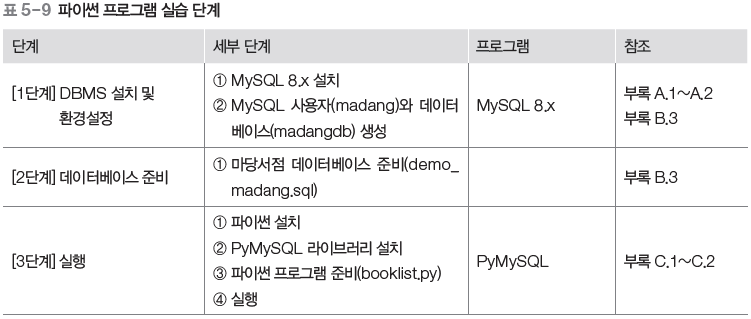 표 5-9 파이썬 프로그램 실습 단계
단계 세부 단계 프로그램 참조
[1단계] DBMS 설치 및
환경설정
① MySQL 8.x 설치
② MySQL 사용자(madang)와 데이터
베이스(madangdb) 생성
MySQL 8.x
부록 A.1~A.2
부록 B.3
[2단계] 데이터베이스 준비
① 마당서점 데이터베이스 준비(demo_
madang.sql)
부록 B.3
[3단계] 실행
① 파이썬 설치
② PyMySQL 라이브러리 설치
③ 파이썬 프로그램 준비(booklist.py)
④ 실행
PyMySQL
부록 C.1~C.2